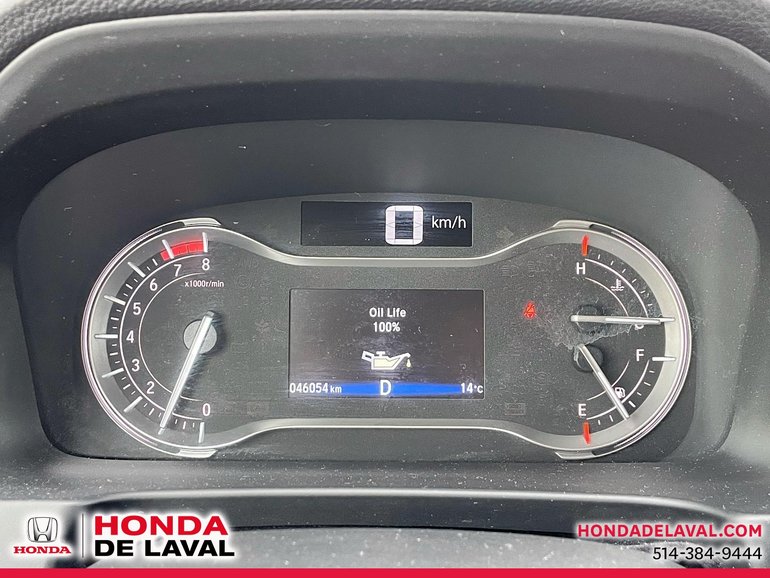 0 km/h
8
7
6
x1000r/min
5
4
3
2
1
0
Oil Life
100%
046054 km D 14°C
H
C
F
E
HONDA
HONDA
DE LAVAL
HONDADELAVAL.COM
514-384-9444